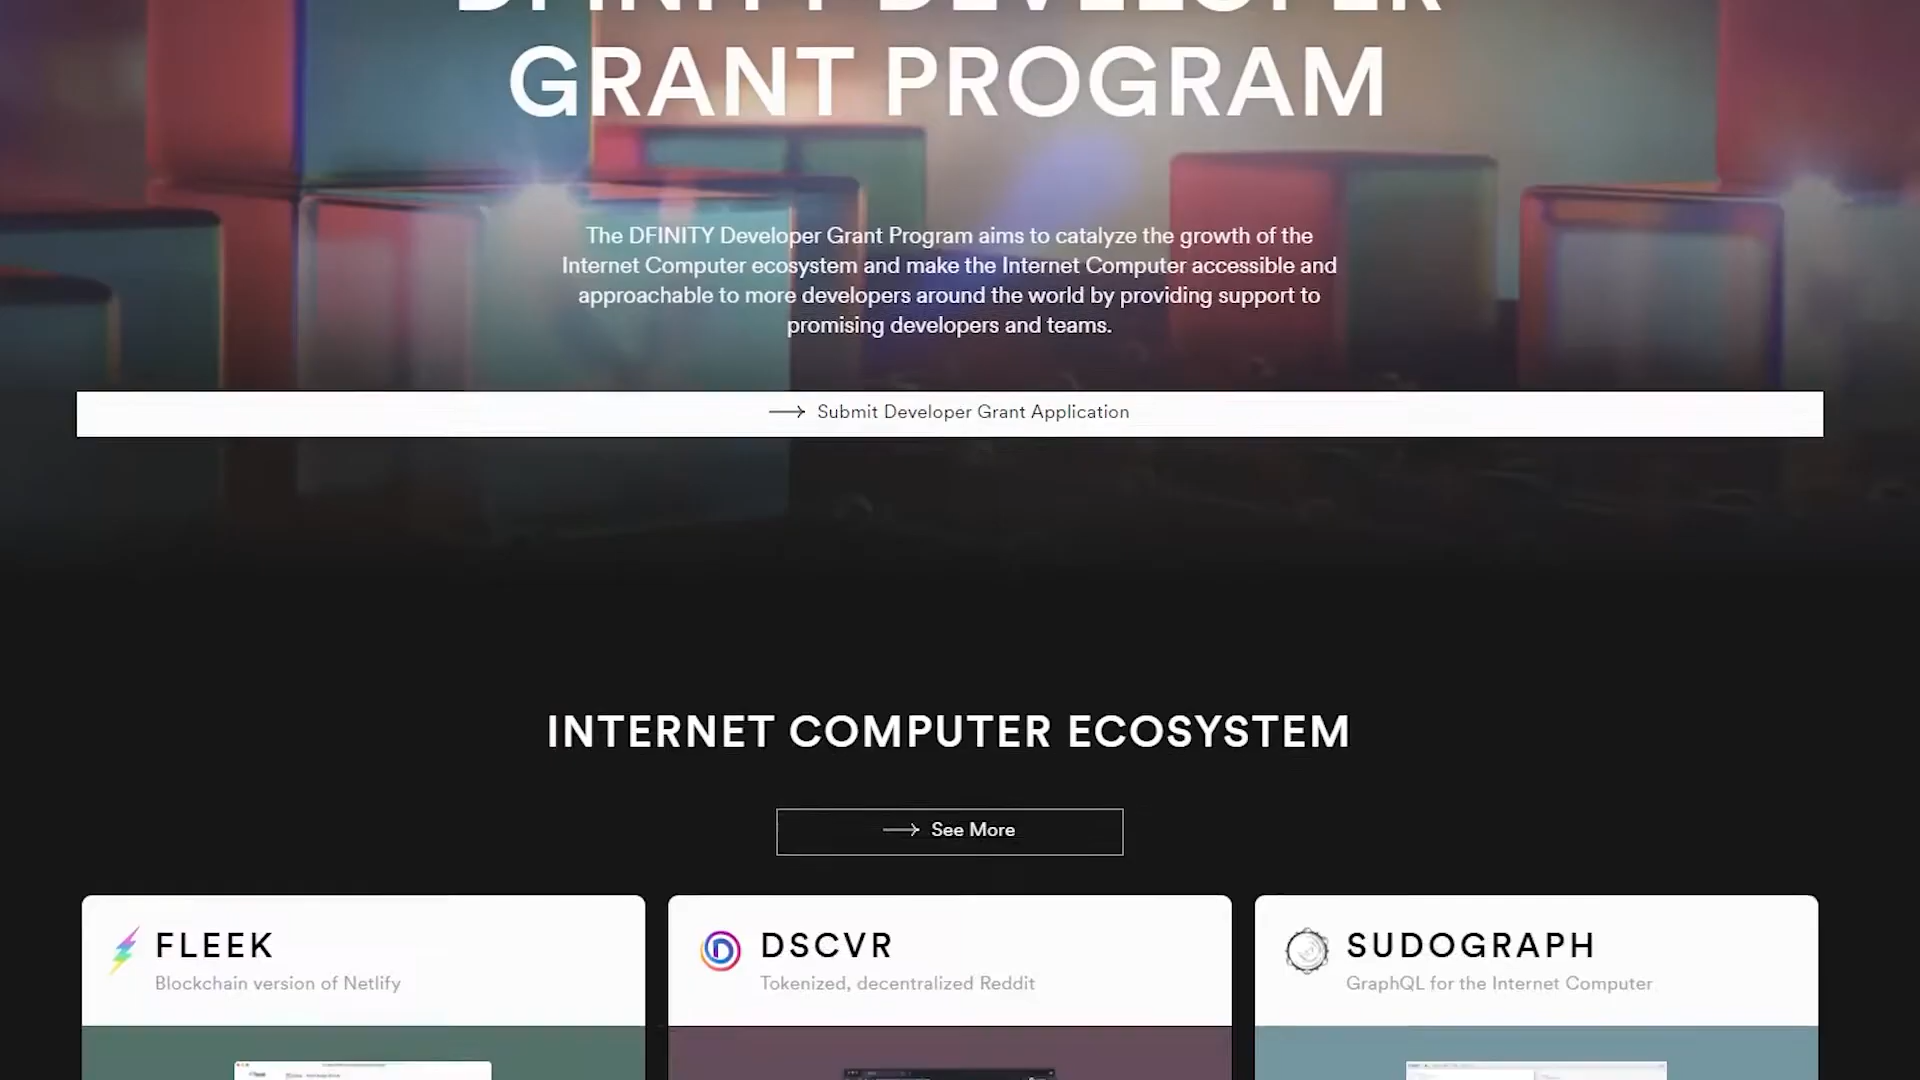 DFINITY DEVELOPER
GRANT PROGRAM
The DFINITY Developer Grant Program aims to catalyze the growth of the
Internet Computer ecosystem and make the Internet Computer accessible and
approachable to more developers around the world by providing support to
promising developers and teams.
Submit Developer Grant Application
INTERNET COMPUTER ECOSYSTEM
See More
FLEEK
Blockchain version of Netlify
DSCVR
Tokenized, decentralized Reddit
SUDOGRAPH
GraphQL for the Internet Computer